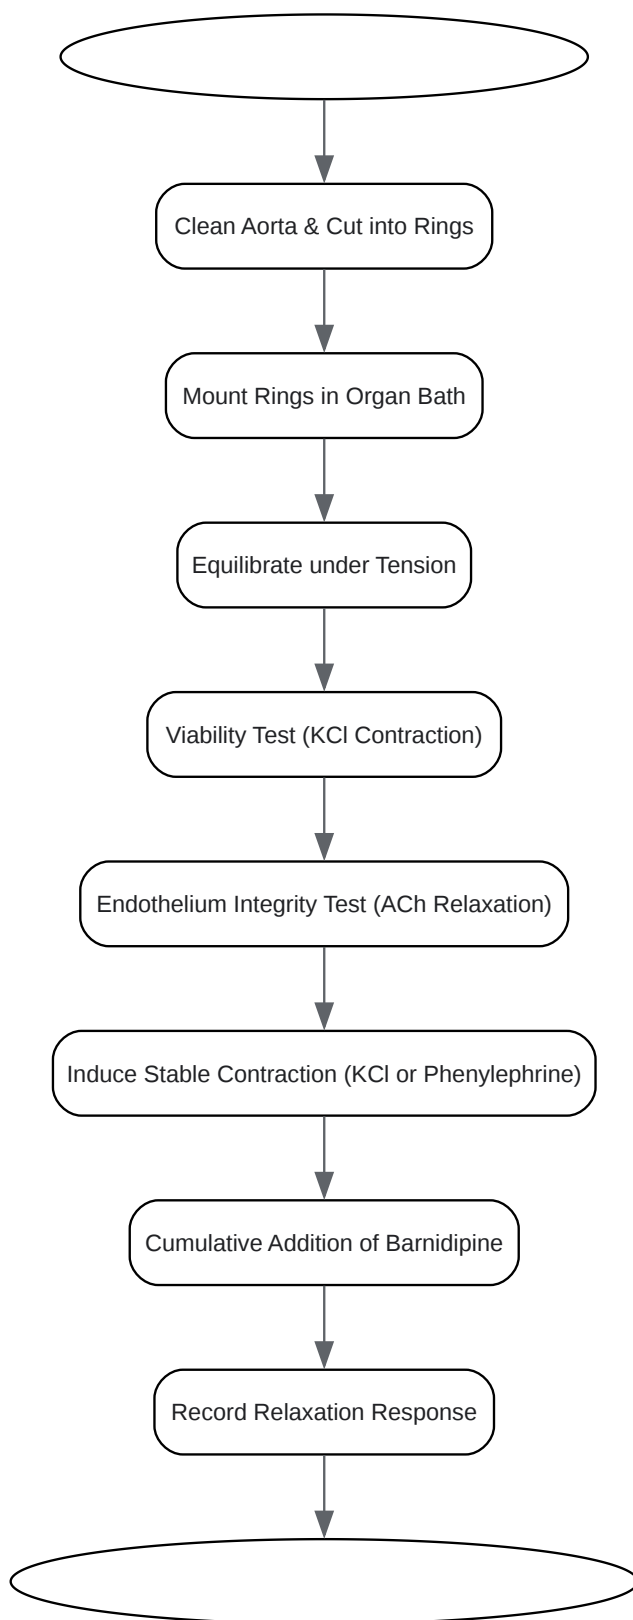 Clean Aorta & Cut into Rings
Mount Rings in Organ Bath
Equilibrate under Tension
Viability Test (KCl Contraction)
Endothelium Integrity Test (ACh Relaxation)
Induce Stable Contraction (KCl or Phenylephrine)
Cumulative Addition of Barnidipine
Record Relaxation Response